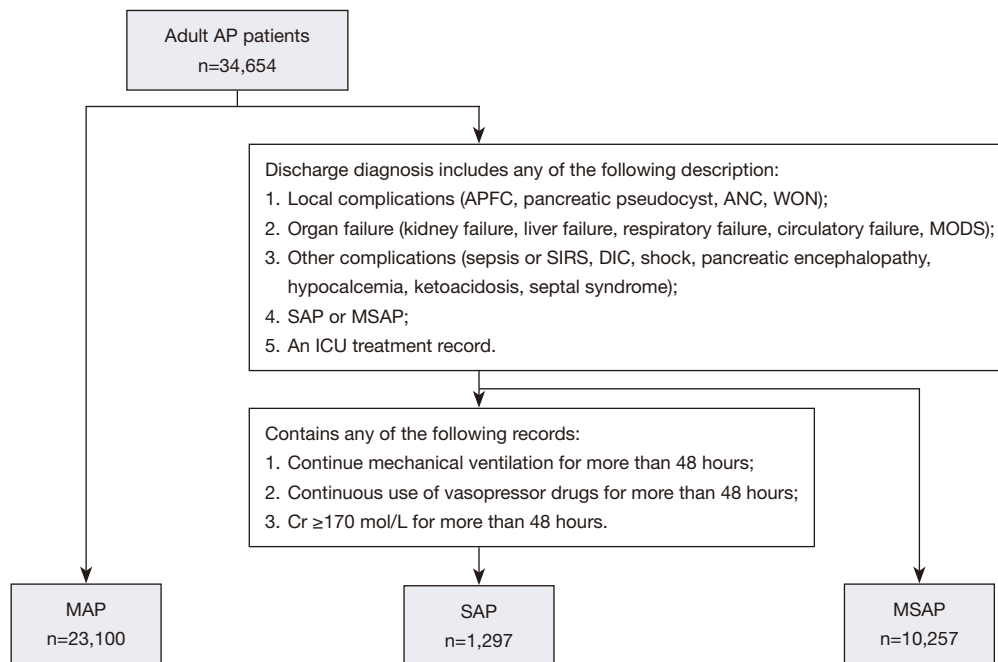 Adult AP patients
n=34,654
Discharge diagnosis includes any of the following description:
1. Local complications (APFC, pancreatic pseudocyst, ANC, WON);
2. Organ failure (kidney failure, liver failure, respiratory failure, circulatory failure, MODS);
3. Other complications (sepsis or SIRS, DIC, shock, pancreatic encephalopathy,
hypocalcemia, ketoacidosis, septal syndrome);
4. SAP or MSAP;
5. An ICU treatment record.
Contains any of the following records:
1. Continue mechanical ventilation for more than 48 hours;
2. Continuous use of vasopressor drugs for more than 48 hours;
3. Cr ≥170 mol/L for more than 48 hours.
MAP
n=23,100
SAP
n=1,297
MSAP
n=10,257